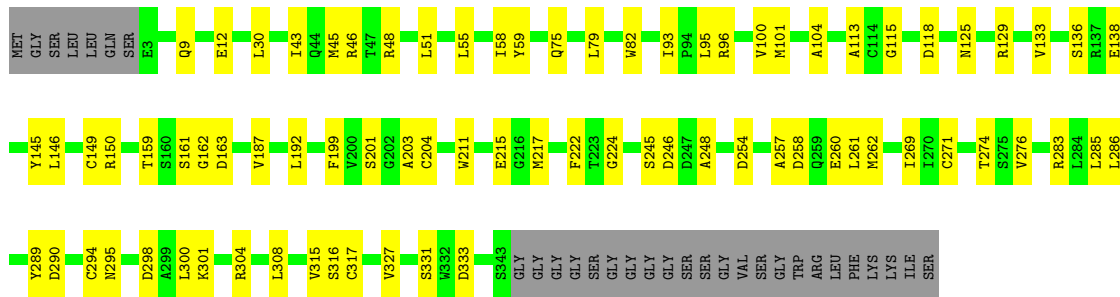 MET GLY SER LEU LEU GLN SER E3 Q9 E12 L30 I43 Q44 M45 R46 T47 R48 L51 L55 I58 Y59 Q75 L79 W82 I93 P94 L95 R96 V100 M101 A104 A113 C114 G115 D118 N125 R129 V133 S136 R137 E138
Y145 L146 C149 R150 T159 S160 S161 G162 D163 V187 L192 F199 V200 S201 G202 A203 C204 W211 E215 G216 M217 F222 T223 G224 S245 D246 D247 A248 D254 A257 D258 Q259 E260 L261 M262 I269 I270 C271 T274 S275 V276 R283 L284 L285 L286
Y289 D290 C294 N295 D298 A299 L300 K301 R304 L308 V315 S316 C317 V327 S331 W332 D333 S343 GLY GLY GLY GLY SER GLY GLY GLY GLY SER SER GLY VAL SER GLY TRP ARG LEU PHE LYS LYS ILE SER